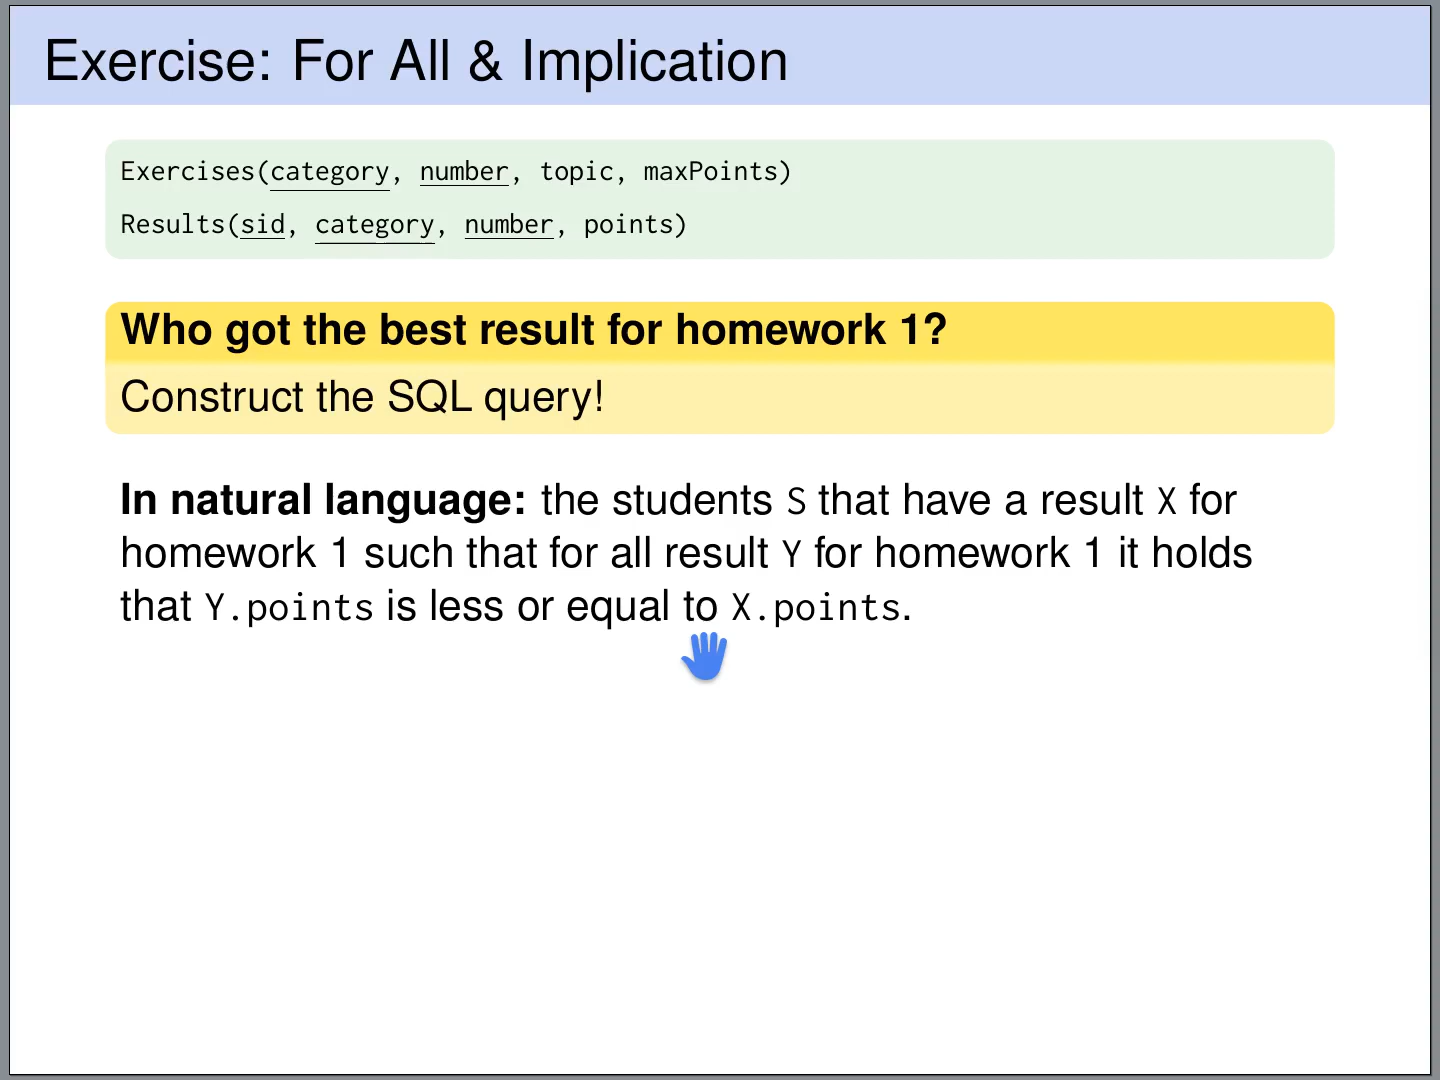 Exercise: For All & Implication
Exercises(category, number, topic, maxPoints)
Results(sid, category, number, points)
Who got the best result for homework 1?
Construct the SQL query!
In natural language: the students S that have a result X for
homework 1 such that for all result Y for homework 1 it holds
that Y.points is less or equal to X.points.